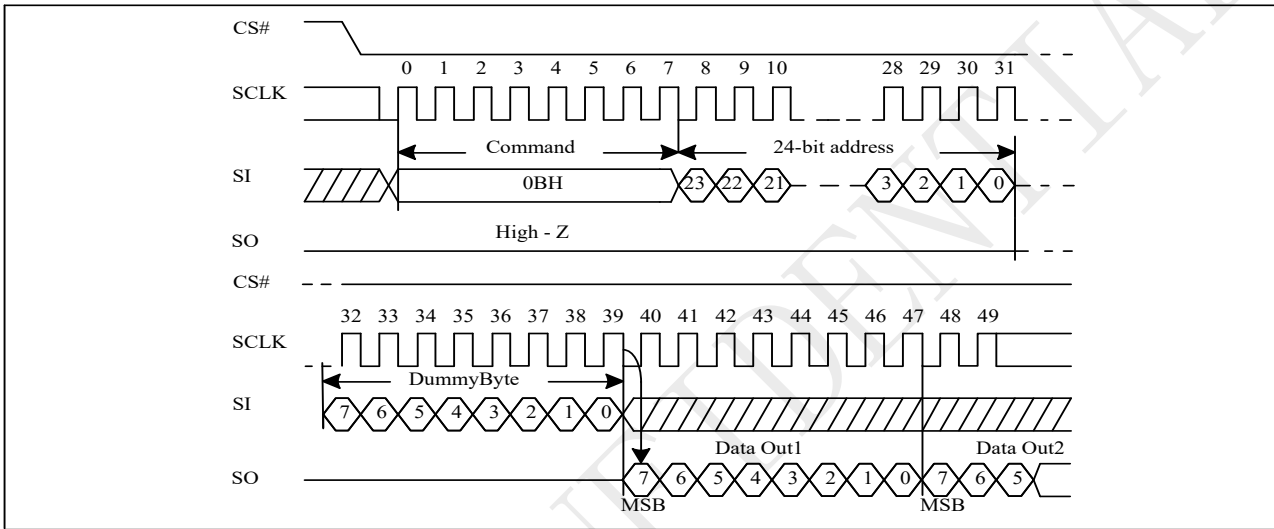 CS#
0 1 2 3 4 5 6 7 8 9 10 28 29 30 31
SCLK
Command 24-bit address
SI 0BH 23 22 21 3 2 1 0
High - Z
SO
CS#
32 33 34 35 36 37 38 39 40 41 42 43 44 45 46 47 48 49
SCLK
DummyByte
SI 7 6 5 4 3 2 1 0
Data Out1 Data Out2
SO 7 6 5 4 3 2 1 0 7 6 5
MSB MSB